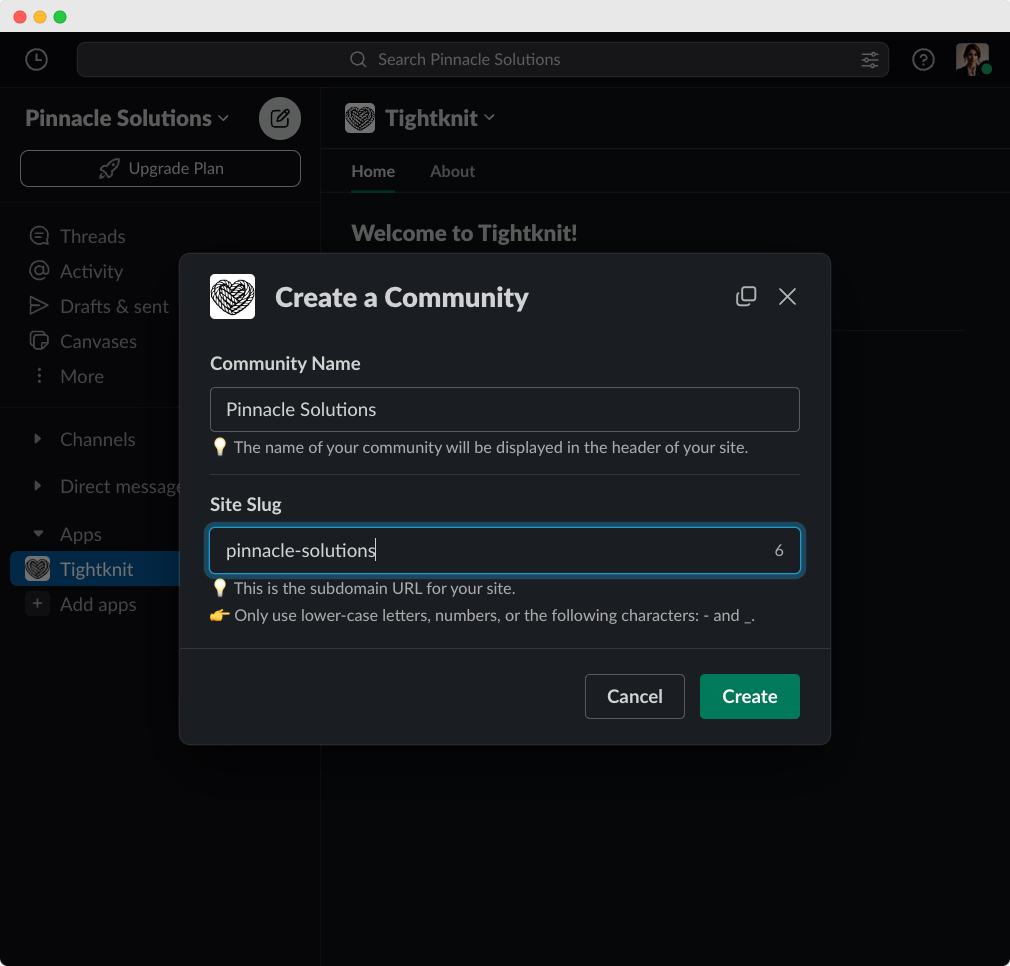 Search Pinnacle Solutions
Pinnacle Solutions
Upgrade Plan
Threads
Activity
Drafts & sent
Canvases
More
Channels
Direct message
Apps
Tightknit
+ Add apps
Tightknit
Home About
Welcome to Tightknit!
Create a Community
Community Name
Pinnacle Solutions
💡 The name of your community will be displayed in the header of your site.
Site Slug
pinnacle-solutions 6
💡 This is the subdomain URL for your site.
👉 Only use lower-case letters, numbers, or the following characters: - and _.
Cancel Create